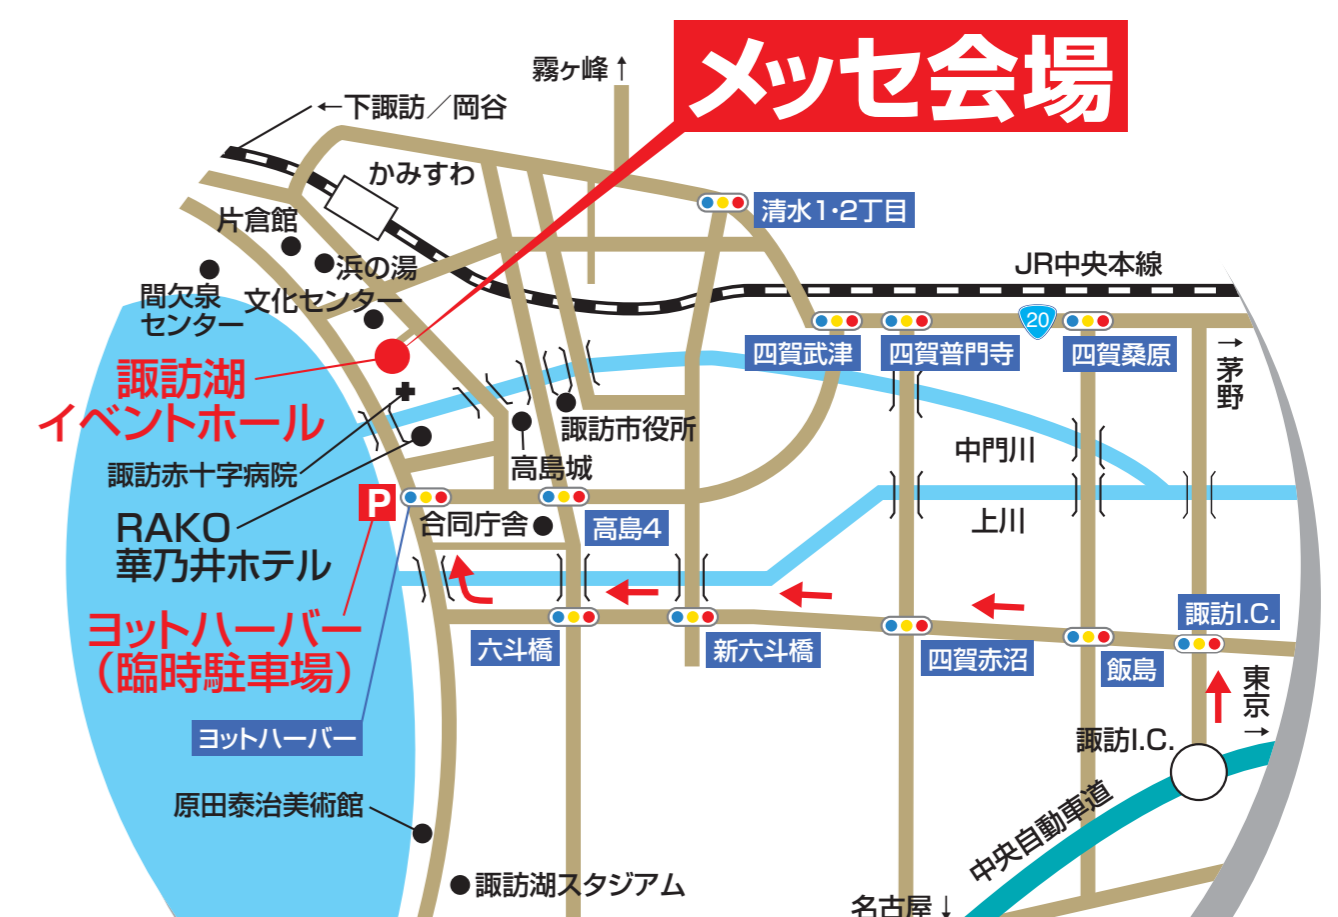 メッセ会場
霧ヶ峰↑
←下諏訪／岡谷
かみすわ
清水1・2丁目
片倉館
浜の湯
JR中央本線
間欠泉
センター
文化センター
20
四賀武津
四賀普門寺
四賀桑原
→
茅野
諏訪湖
イベントホール
諏訪市役所
中門川
高島城
諏訪赤十字病院
P
RAKO
華乃井ホテル
合同庁舎
高島4
上川
ヨットハーバー
（臨時駐車場）
六斗橋
新六斗橋
四賀赤沼
飯島
諏訪I.C.
東京
→
ヨットハーバー
諏訪I.C.
原田泰治美術館
中央自動車道
諏訪湖スタジアム
名古屋↓